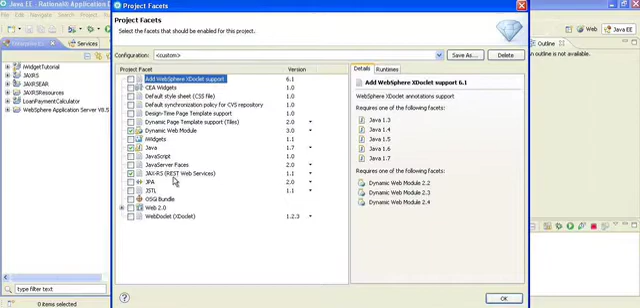 Java EE - Rational® Application D
Project Facets
Project Facets
Select the facets that should be enabled for this project.
Configuration:
<custom>
Save As...
Delete
Web
Java EE
Enterprise
Services
Outline
an outline is not available.
WidgetTutorial
JAXRS
JAXRSEAR
JAXRSResources
LoanPaymentCalculator
WebSphere Application Server V8.5
Project Facet
Version
Add WebSphere XDoclet support 6.1
CEA Widgets 1.0
Default style sheet (CSS file) 1.0
Default synchronization policy for CVS repository 1.0
Design-Time Page Template support 1.0
Dynamic Page Template support (Tiles) 2.0
Dynamic Web Module 3.0
iWidgets 1.1
Java 1.7
JavaScript 1.0
JavaServer Faces 2.0
JAX-RS (REST Web Services) 1.1
JPA 2.0
JSTL 1.1
OSGi Bundle
Web 2.0
WebDoclet (XDoclet) 1.2.3
Details
Runtimes
Add WebSphere XDoclet support 6.1
WebSphere XDoclet annotations support
Requires one of the following facets:
Java 1.3
Java 1.4
Java 1.5
Java 1.6
Java 1.7
Requires one of the following facets:
Dynamic Web Module 2.2
Dynamic Web Module 2.3
Dynamic Web Module 2.4
type filter text
0 items selected
OK